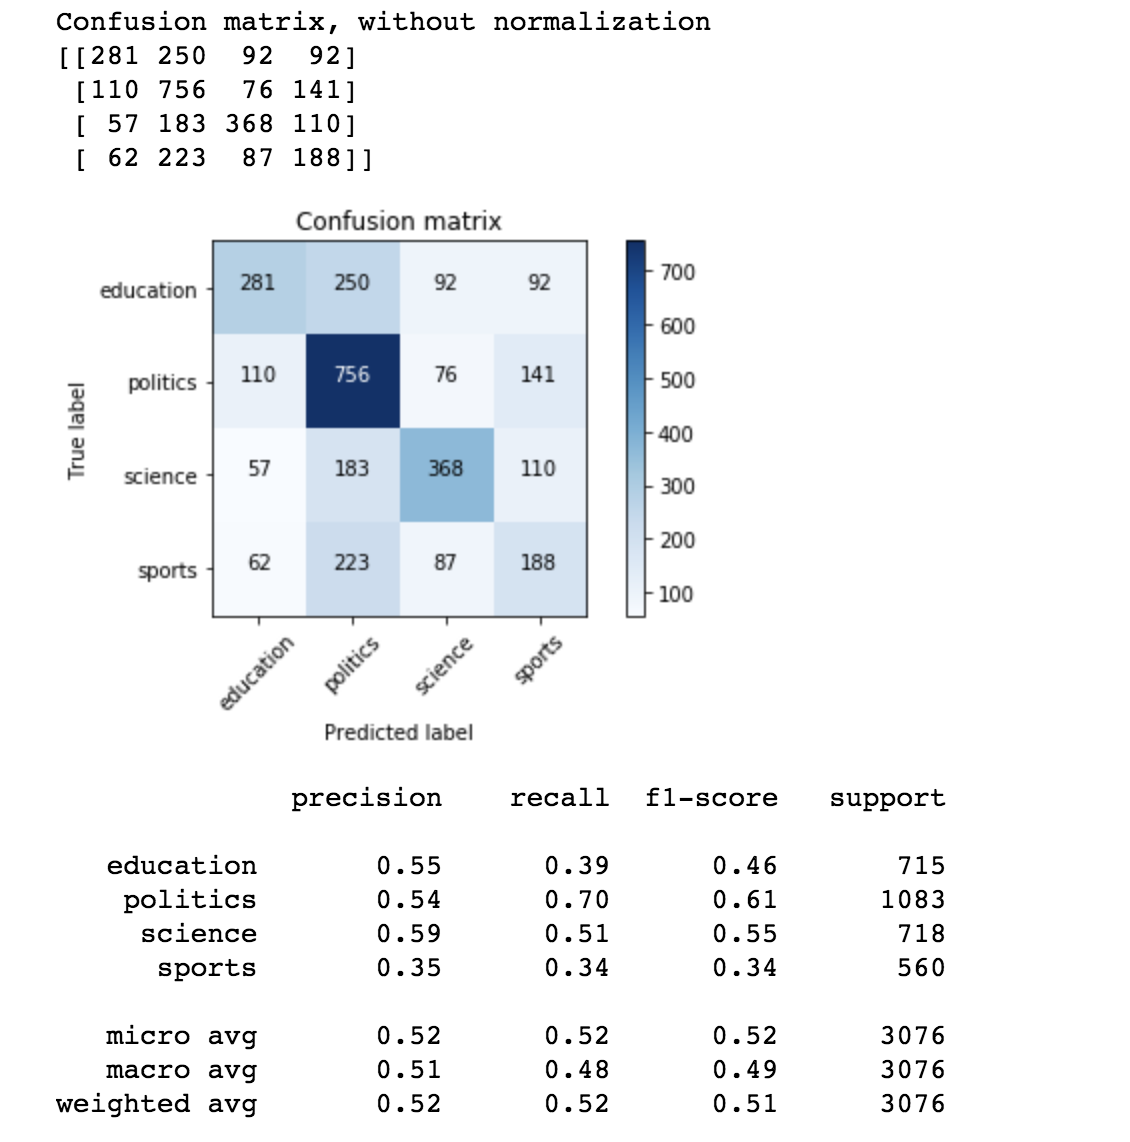 Confusion matrix, without normalization
[[281 250  92  92]
 [110 756  76 141]
 [ 57 183 368 110]
 [ 62 223  87 188]]
Confusion matrix
education 281 250 92 92
politics 110 756 76 141
science 57 183 368 110
sports 62 223 87 188
True label
education politics science sports
Predicted label
700
600
500
400
300
200
100
precision recall f1-score support
education 0.55 0.39 0.46 715
politics 0.54 0.70 0.61 1083
science 0.59 0.51 0.55 718
sports 0.35 0.34 0.34 560
micro avg 0.52 0.52 0.52 3076
macro avg 0.51 0.48 0.49 3076
weighted avg 0.52 0.52 0.51 3076